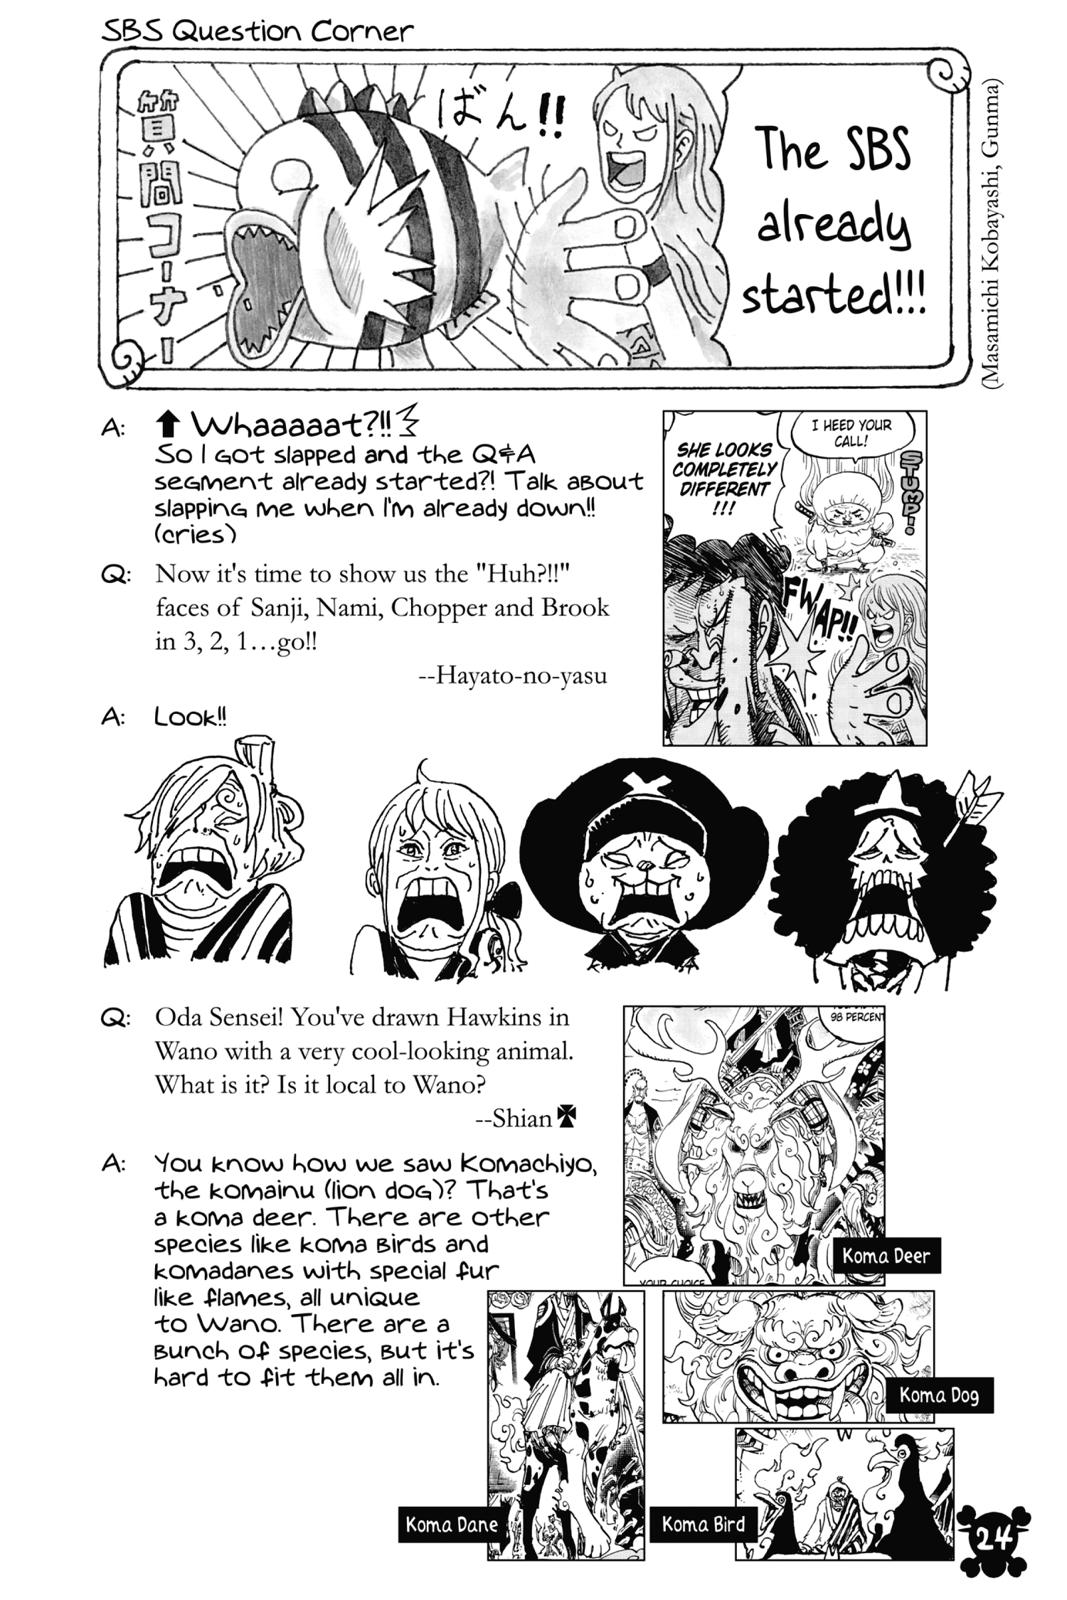 SBS Question Corner
質問コーナー
ばん!!
The SBS
already
started!!!
(Masamichi Kobayashi, Gunma)
A: ⬆ Whaaaaat?!!
So I got slapped and the Q&A
segment already started?! Talk about
slapping me when I'm already down!!
(cries)
SHE LOOKS
COMPLETELY
DIFFERENT
!!!
I HEED YOUR
CALL!
STUMP!
FWAP!!
Q: Now it's time to show us the "Huh?!!"
faces of Sanji, Nami, Chopper and Brook
in 3, 2, 1…go!!
--Hayato-no-yasu
A: Look!!
Q: Oda Sensei! You've drawn Hawkins in
Wano with a very cool-looking animal.
What is it? Is it local to Wano?
--Shian✠
98 PERCENT
YOUR CHOICE
Koma Deer
A: You know how we saw Komachiyo,
the komainu (lion dog)? That's
a koma deer. There are other
species like koma birds and
komadanes with special fur
like flames, all unique
to Wano. There are a
bunch of species, but it's
hard to fit them all in.
Koma Dog
Koma Dane
Koma Bird
24